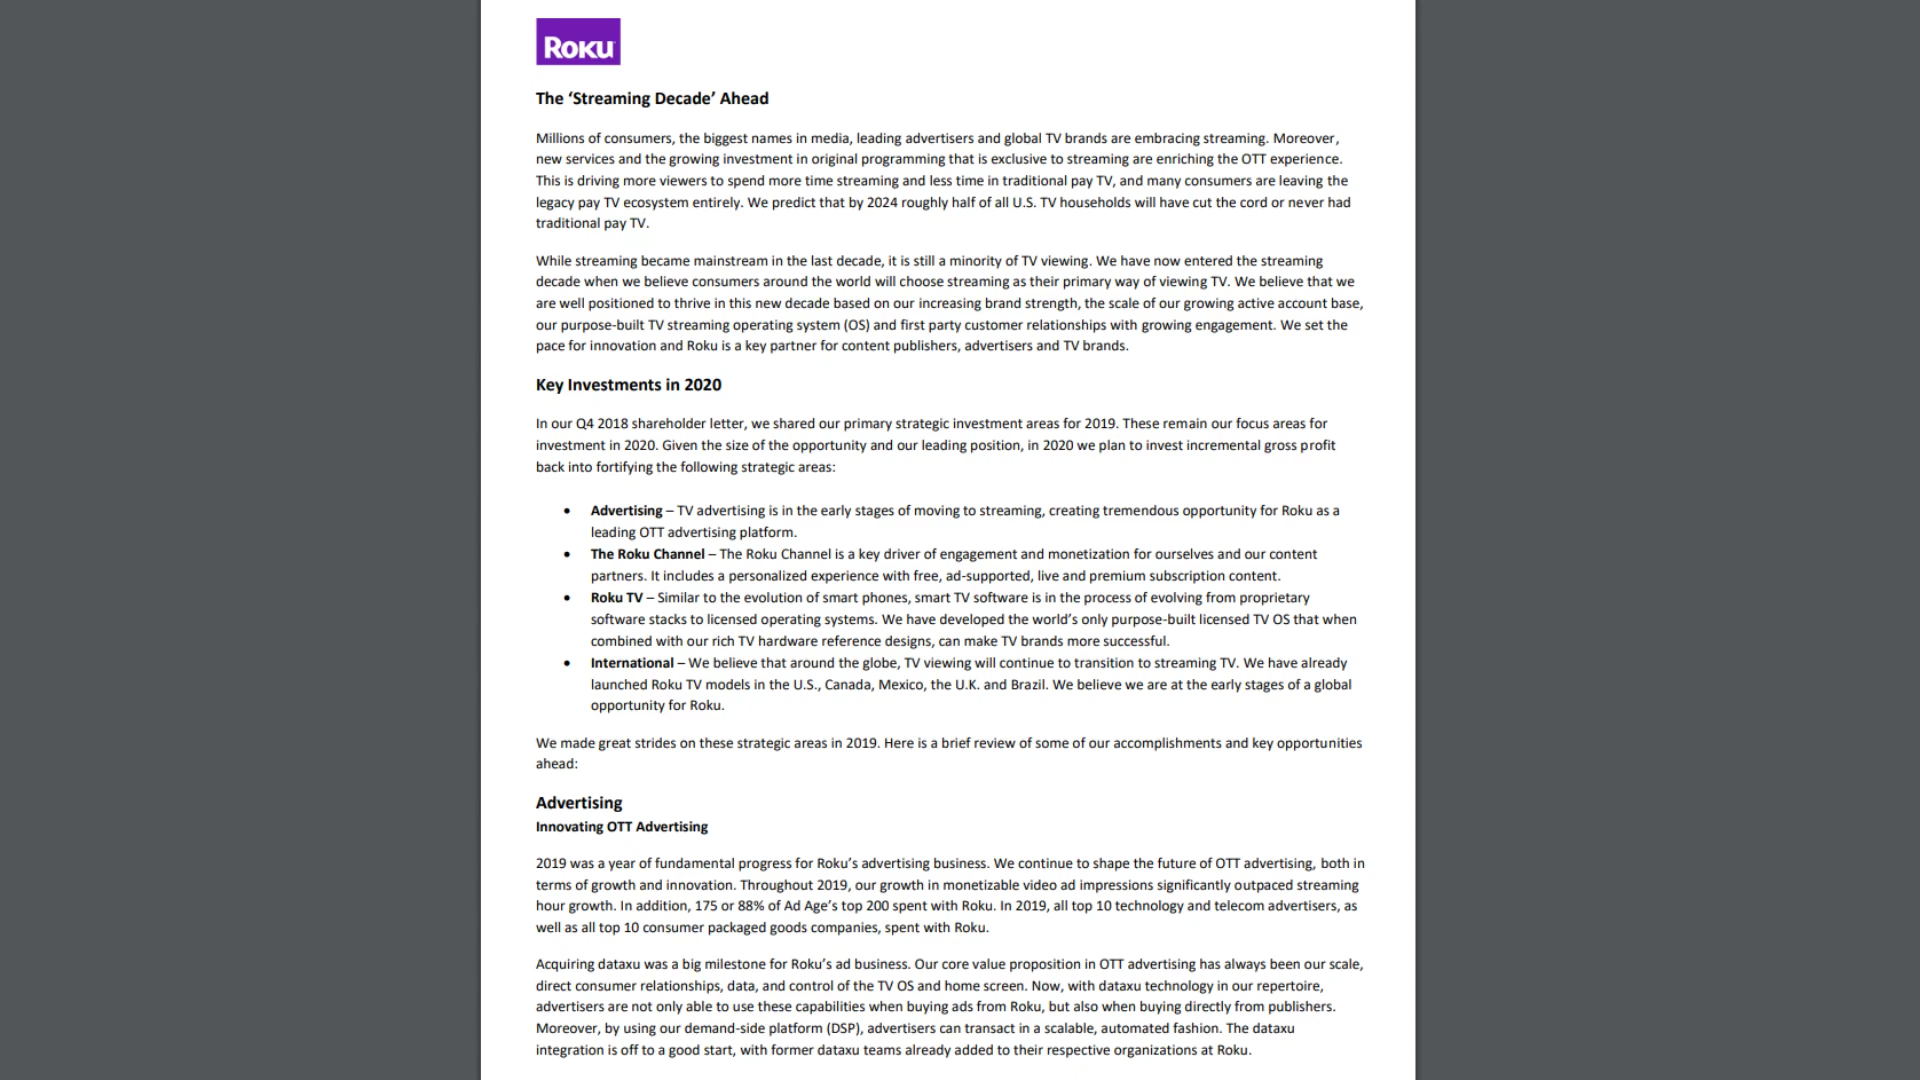 Roku
The ‘Streaming Decade’ Ahead
Millions of consumers, the biggest names in media, leading advertisers and global TV brands are embracing streaming. Moreover,
new services and the growing investment in original programming that is exclusive to streaming are enriching the OTT experience.
This is driving more viewers to spend more time streaming and less time in traditional pay TV, and many consumers are leaving the
legacy pay TV ecosystem entirely. We predict that by 2024 roughly half of all U.S. TV households will have cut the cord or never had
traditional pay TV.
While streaming became mainstream in the last decade, it is still a minority of TV viewing. We have now entered the streaming
decade when we believe consumers around the world will choose streaming as their primary way of viewing TV. We believe that we
are well positioned to thrive in this new decade based on our increasing brand strength, the scale of our growing active account base,
our purpose-built TV streaming operating system (OS) and first party customer relationships with growing engagement. We set the
pace for innovation and Roku is a key partner for content publishers, advertisers and TV brands.
Key Investments in 2020
In our Q4 2018 shareholder letter, we shared our primary strategic investment areas for 2019. These remain our focus areas for
investment in 2020. Given the size of the opportunity and our leading position, in 2020 we plan to invest incremental gross profit
back into fortifying the following strategic areas:
• Advertising – TV advertising is in the early stages of moving to streaming, creating tremendous opportunity for Roku as a
leading OTT advertising platform.
• The Roku Channel – The Roku Channel is a key driver of engagement and monetization for ourselves and our content
partners. It includes a personalized experience with free, ad-supported, live and premium subscription content.
• Roku TV – Similar to the evolution of smart phones, smart TV software is in the process of evolving from proprietary
software stacks to licensed operating systems. We have developed the world’s only purpose-built licensed TV OS that when
combined with our rich TV hardware reference designs, can make TV brands more successful.
• International – We believe that around the globe, TV viewing will continue to transition to streaming TV. We have already
launched Roku TV models in the U.S., Canada, Mexico, the U.K. and Brazil. We believe we are at the early stages of a global
opportunity for Roku.
We made great strides on these strategic areas in 2019. Here is a brief review of some of our accomplishments and key opportunities
ahead:
Advertising
Innovating OTT Advertising
2019 was a year of fundamental progress for Roku’s advertising business. We continue to shape the future of OTT advertising, both in
terms of growth and innovation. Throughout 2019, our growth in monetizable video ad impressions significantly outpaced streaming
hour growth. In addition, 175 or 88% of Ad Age’s top 200 spent with Roku. In 2019, all top 10 technology and telecom advertisers, as
well as all top 10 consumer packaged goods companies, spent with Roku.
Acquiring dataxu was a big milestone for Roku’s ad business. Our core value proposition in OTT advertising has always been our scale,
direct consumer relationships, data, and control of the TV OS and home screen. Now, with dataxu technology in our repertoire,
advertisers are not only able to use these capabilities when buying ads from Roku, but also when buying directly from publishers.
Moreover, by using our demand-side platform (DSP), advertisers can transact in a scalable, automated fashion. The dataxu
integration is off to a good start, with former dataxu teams already added to their respective organizations at Roku.